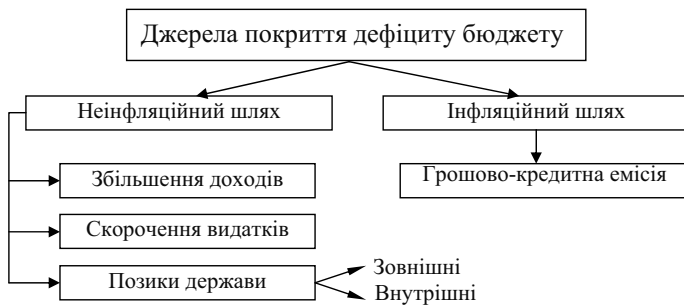 Джерела покриття дефіциту бюджету
Неінфляційний шлях
Інфляційний шлях
Збільшення доходів
Грошово-кредитна емісія
Скорочення видатків
Позики держави
Зовнішні
Внутрішні